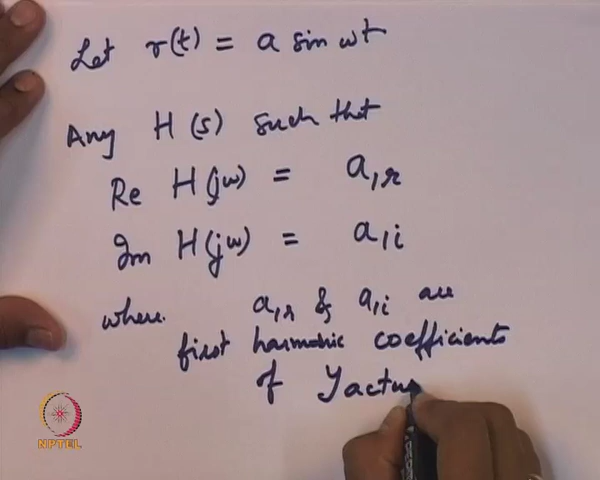 Let r(t) = a sin ωt
Any H(s) such that
Re H(jω) = a₁r
Im H(jω) = a₁i
where a₁r & a₁i are
first harmonic coefficients
of Yactu
NPTEL